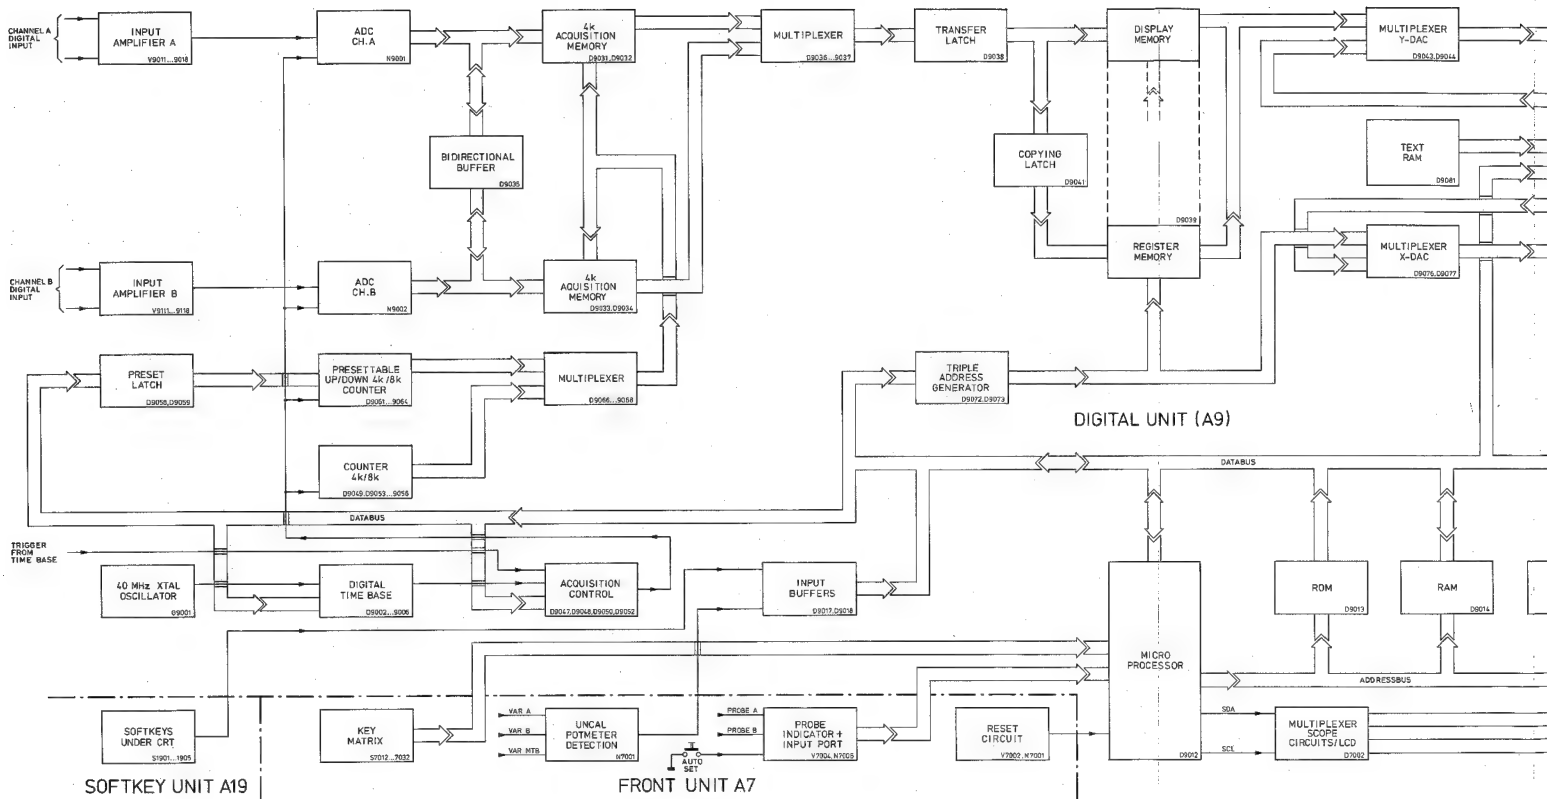 CHANNEL A
DIGITAL
INPUT
INPUT
AMPLIFIER A
V9011...9018
ADC
CH.A
N9001
4k
ACQUISITION
MEMORY
D9031,D9032
MULTIPLEXER
D9036...9037
TRANSFER
LATCH
D9038
DISPLAY
MEMORY
MULTIPLEXER
Y-DAC
D9043,D9044
BIDIRECTIONAL
BUFFER
D9035
COPYING
LATCH
D9041
TEXT
RAM
D9081
D9039
REGISTER
MEMORY
MULTIPLEXER
X-DAC
D9076,D9077
CHANNEL B
DIGITAL
INPUT
INPUT
AMPLIFIER B
V9111...9118
ADC
CH.B
N9002
4k
AQUISITION
MEMORY
D9033,D9034
PRESET
LATCH
D9058,D9059
PRESETTABLE
UP/DOWN 4k/8k
COUNTER
D9061...9064
MULTIPLEXER
D9066...9068
TRIPLE
ADDRESS
GENERATOR
D9072,D9073
DIGITAL UNIT (A9)
COUNTER
4k/8k
D9049,D9053...9056
DATABUS
DATABUS
TRIGGER
FROM
TIME BASE
40 MHz XTAL
OSCILLATOR
G9001
DIGITAL
TIME BASE
D9002...9006
ACQUISITION
CONTROL
D9047,D9048,D9050,D9052
INPUT
BUFFERS
D9017,D9018
MICRO
PROCESSOR
D9012
ROM
D9013
RAM
D9014
ADDRESSBUS
SOFTKEYS
UNDER CRT
S1901...1905
KEY
MATRIX
S7012...7032
VAR A
VAR B
VAR MTB
UNCAL
POTMETER
DETECTION
N7001
PROBE A
PROBE B
AUTO
SET
PROBE
INDICATOR+
INPUT PORT
V7004,N7006
RESET
CIRCUIT
V7002,N7001
SDA
SCL
MULTIPLEXER
SCOPE
CIRCUITS/LCD
D7002
SOFTKEY UNIT A19
FRONT UNIT A7